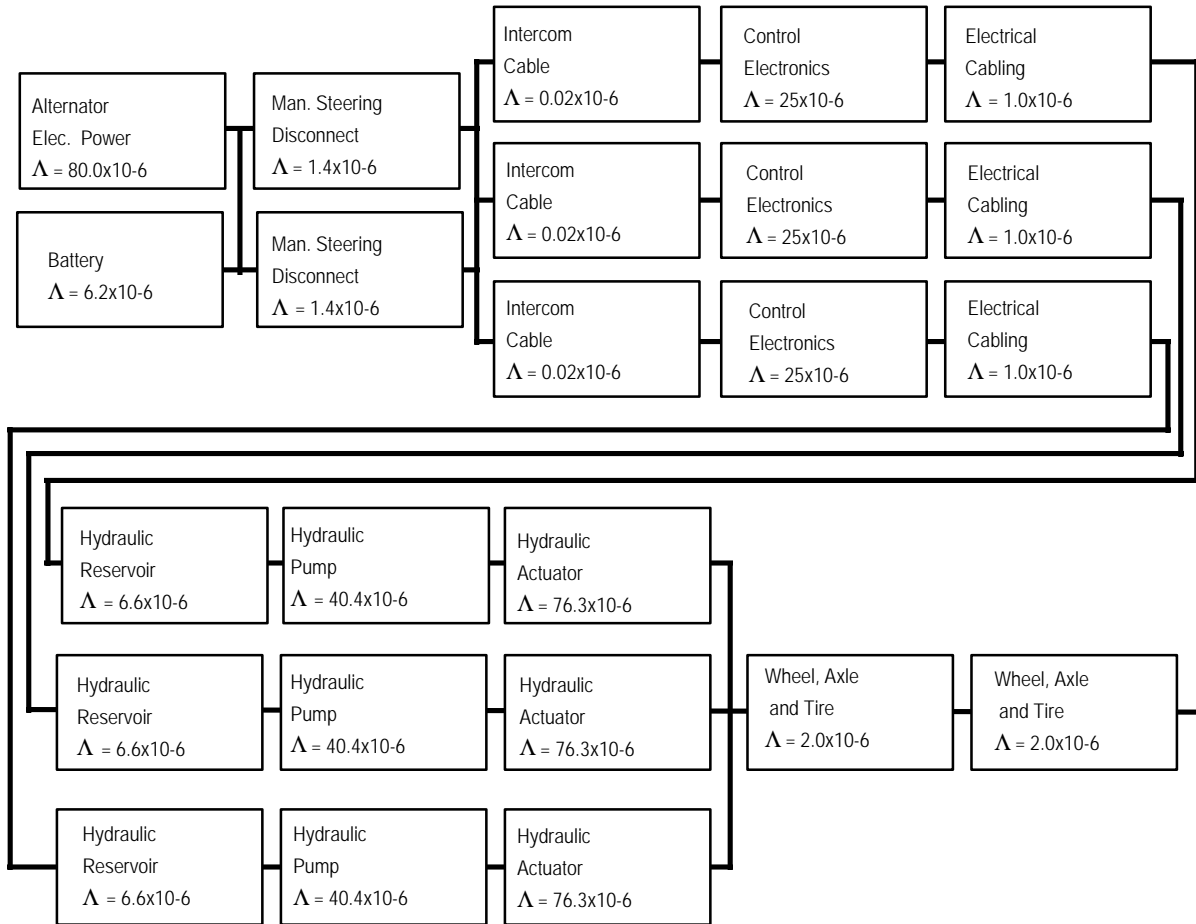 Alternator
Elec. Power
Λ = 80.0x10-6
Man. Steering
Disconnect
Λ = 1.4x10-6
Intercom
Cable
Λ = 0.02x10-6
Control
Electronics
Λ = 25x10-6
Electrical
Cabling
Λ = 1.0x10-6
Battery
Λ = 6.2x10-6
Man. Steering
Disconnect
Λ = 1.4x10-6
Intercom
Cable
Λ = 0.02x10-6
Control
Electronics
Λ = 25x10-6
Electrical
Cabling
Λ = 1.0x10-6
Intercom
Cable
Λ = 0.02x10-6
Control
Electronics
Λ = 25x10-6
Electrical
Cabling
Λ = 1.0x10-6
Hydraulic
Reservoir
Λ = 6.6x10-6
Hydraulic
Pump
Λ = 40.4x10-6
Hydraulic
Actuator
Λ = 76.3x10-6
Hydraulic
Reservoir
Λ = 6.6x10-6
Hydraulic
Pump
Λ = 40.4x10-6
Hydraulic
Actuator
Λ = 76.3x10-6
Wheel, Axle
and Tire
Λ = 2.0x10-6
Wheel, Axle
and Tire
Λ = 2.0x10-6
Hydraulic
Reservoir
Λ = 6.6x10-6
Hydraulic
Pump
Λ = 40.4x10-6
Hydraulic
Actuator
Λ = 76.3x10-6